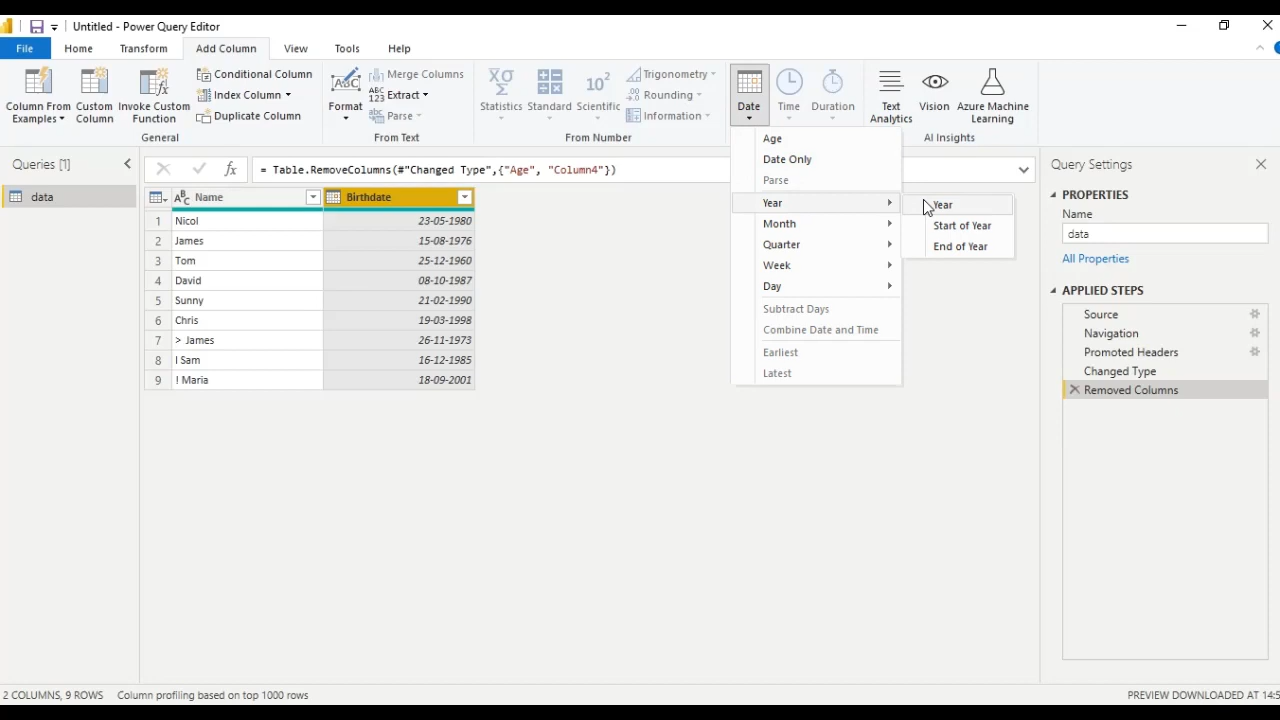 Untitled - Power Query Editor
File Home Transform Add Column View Tools Help
Column From Examples
Custom Column
Invoke Custom Function
Conditional Column
Index Column
Duplicate Column
General
Format
Merge Columns
Extract
Parse
From Text
Statistics
Standard
Scientific
Trigonometry
Rounding
Information
From Number
Date
Time
Duration
Text Analytics
Vision
Azure Machine Learning
AI Insights
Age
Date Only
Parse
Year
Month
Quarter
Week
Day
Subtract Days
Combine Date and Time
Earliest
Latest
Year
Start of Year
End of Year
Queries [1]
data
fx = Table.RemoveColumns(#"Changed Type",{"Age", "Column4"})
Name Birthdate
1 Nicol 23-05-1980
2 James 15-08-1976
3 Tom 25-12-1960
4 David 08-10-1987
5 Sunny 21-02-1990
6 Chris 19-03-1998
7 > James 26-11-1973
8 I Sam 16-12-1985
9 ! Maria 18-09-2001
Query Settings
PROPERTIES
Name
data
All Properties
APPLIED STEPS
Source
Navigation
Promoted Headers
Changed Type
Removed Columns
2 COLUMNS, 9 ROWS Column profiling based on top 1000 rows
PREVIEW DOWNLOADED AT 14:5